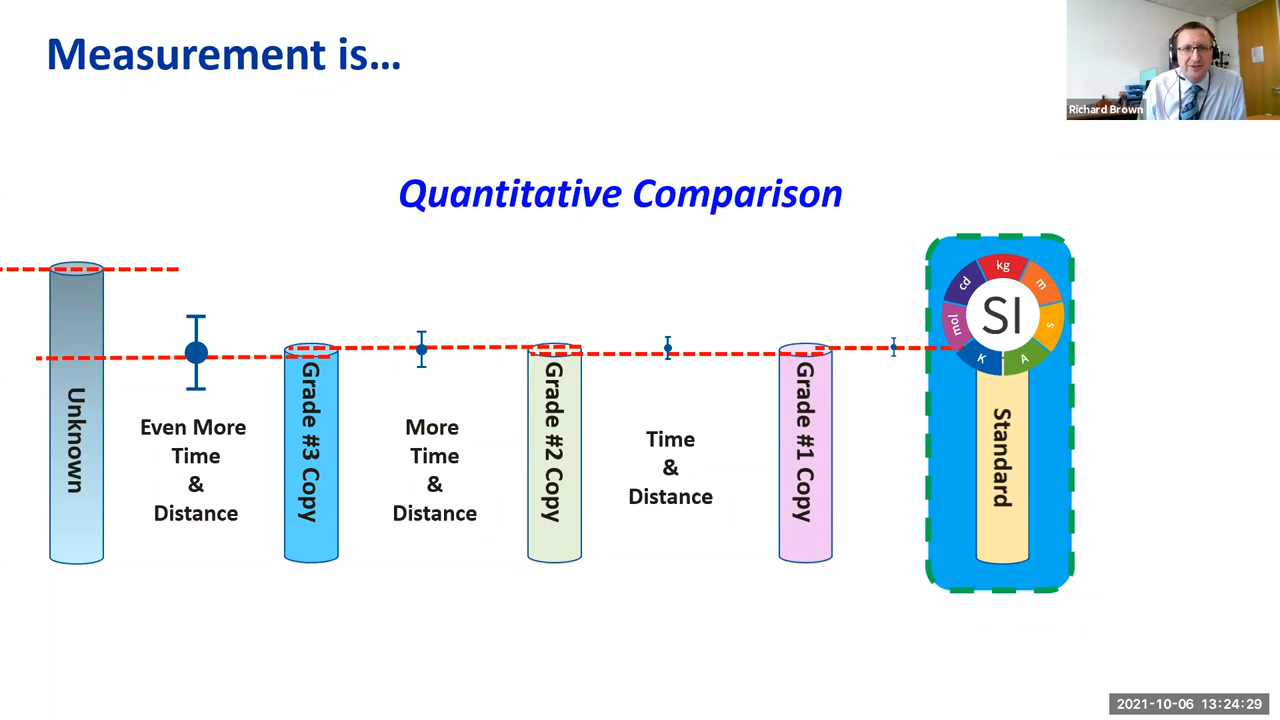 Measurement is...
Richard Brown
Quantitative Comparison
Unknown
Even More
Time
&
Distance
Grade #3 Copy
More
Time
&
Distance
Grade #2 Copy
Time
&
Distance
Grade #1 Copy
kg
m
s
A
K
mol
cd
SI
Standard
2021-10-06 13:24:29